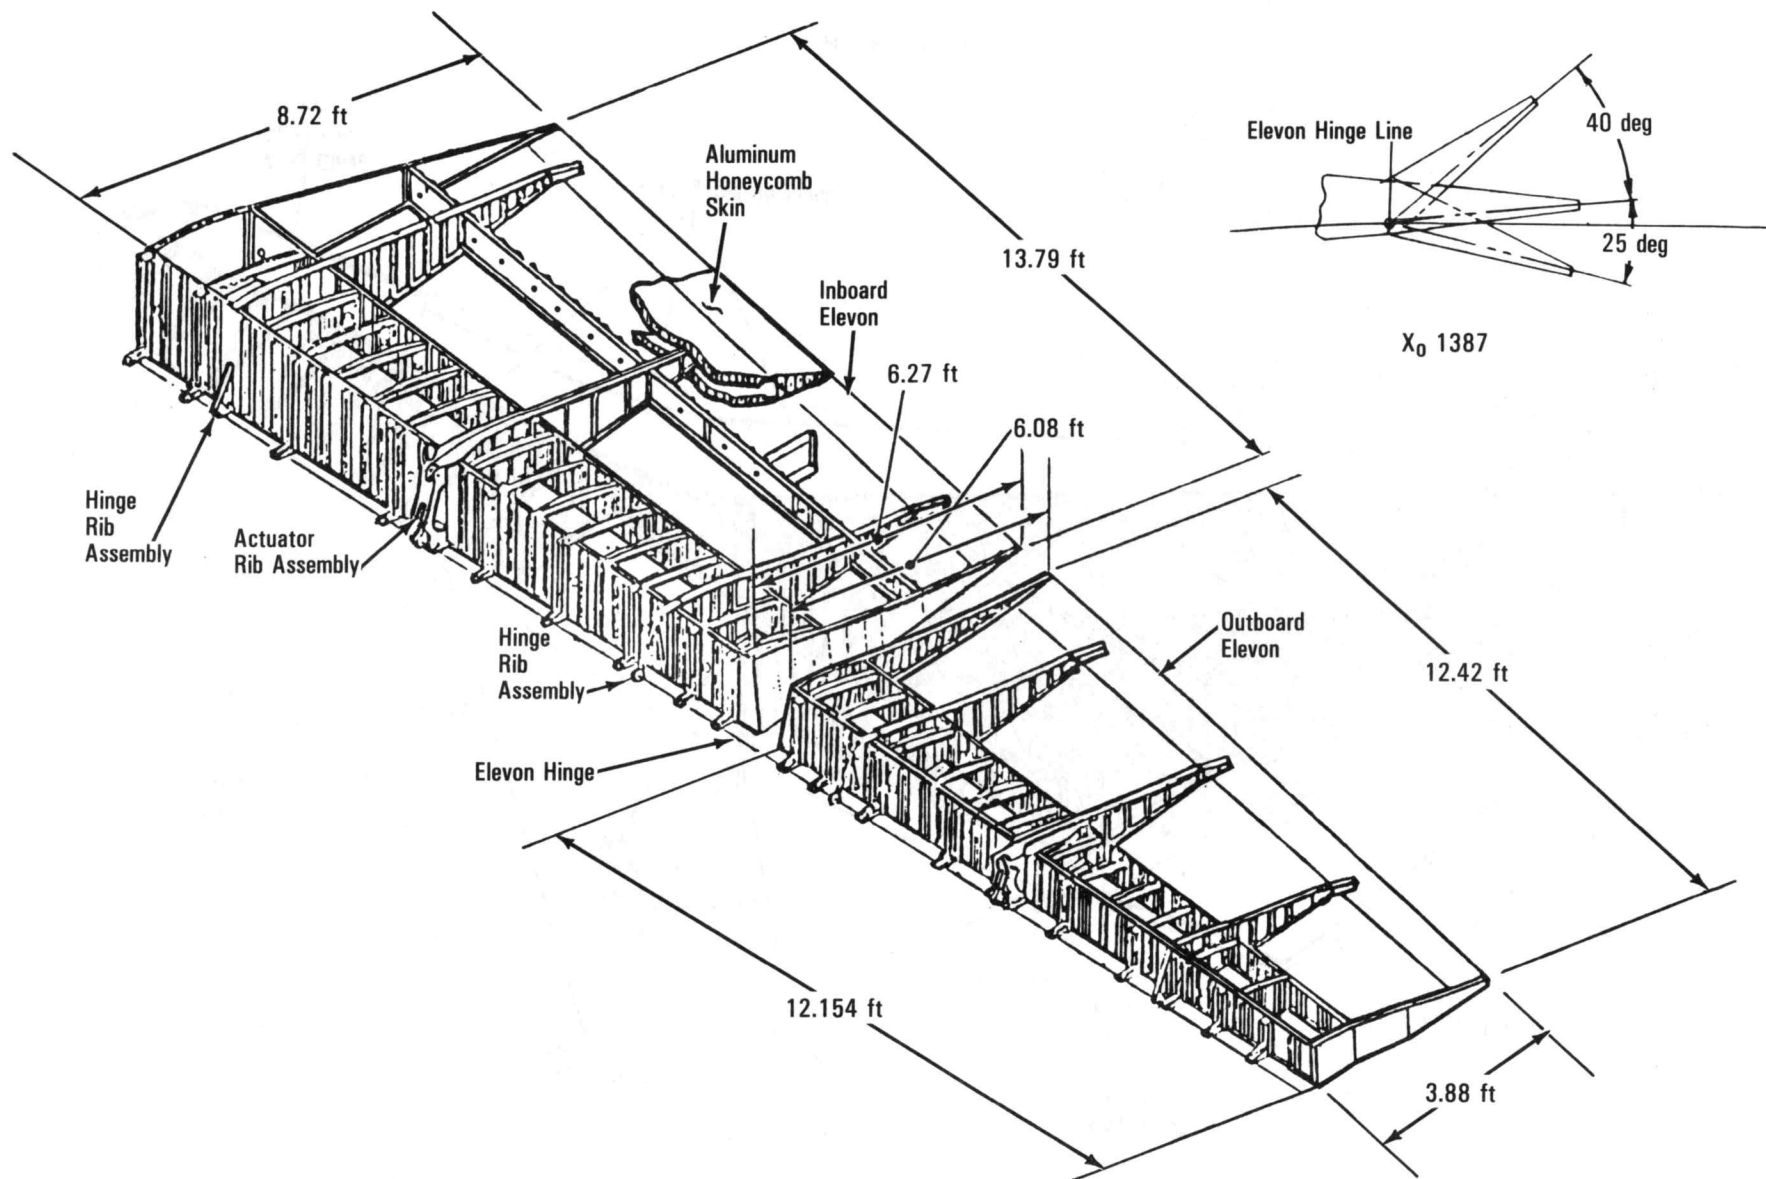 8.72 ft
Elevon Hinge Line
40 deg
Aluminum
Honeycomb
Skin
25 deg
13.79 ft
Inboard
Elevon
X₀ 1387
6.27 ft
6.08 ft
Hinge
Rib
Assembly
Actuator
Rib Assembly
Hinge
Rib
Assembly
Outboard
Elevon
12.42 ft
Elevon Hinge
12.154 ft
3.88 ft